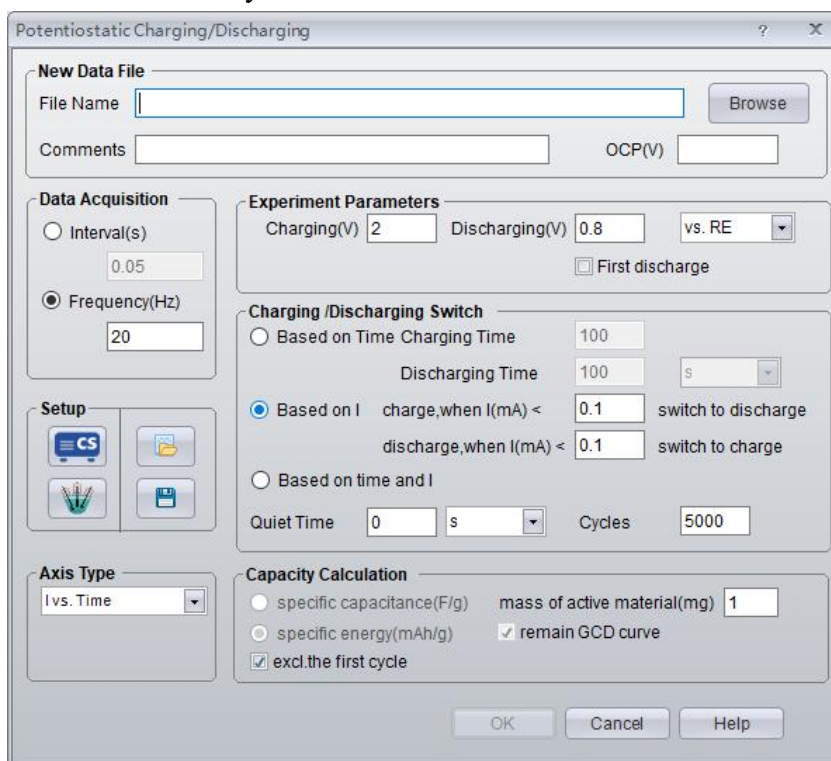 Potentiostatic Charging/Discharging ? X
New Data File
File Name Browse
Comments OCP(V)
Data Acquisition
Interval(s)
0.05
Frequency(Hz)
20
Experiment Parameters
Charging(V) 2 Discharging(V) 0.8 vs. RE
First discharge
Charging /Discharging Switch
Based on Time Charging Time 100
Discharging Time 100 s
Based on I charge,when I(mA) < 0.1 switch to discharge
discharge,when I(mA) < 0.1 switch to charge
Based on time and I
Quiet Time 0 s Cycles 5000
Setup
CS
Axis Type
I vs. Time
Capacity Calculation
specific capacitance(F/g) mass of active material(mg) 1
specific energy(mAh/g) remain GCD curve
excl.the first cycle
OK Cancel Help